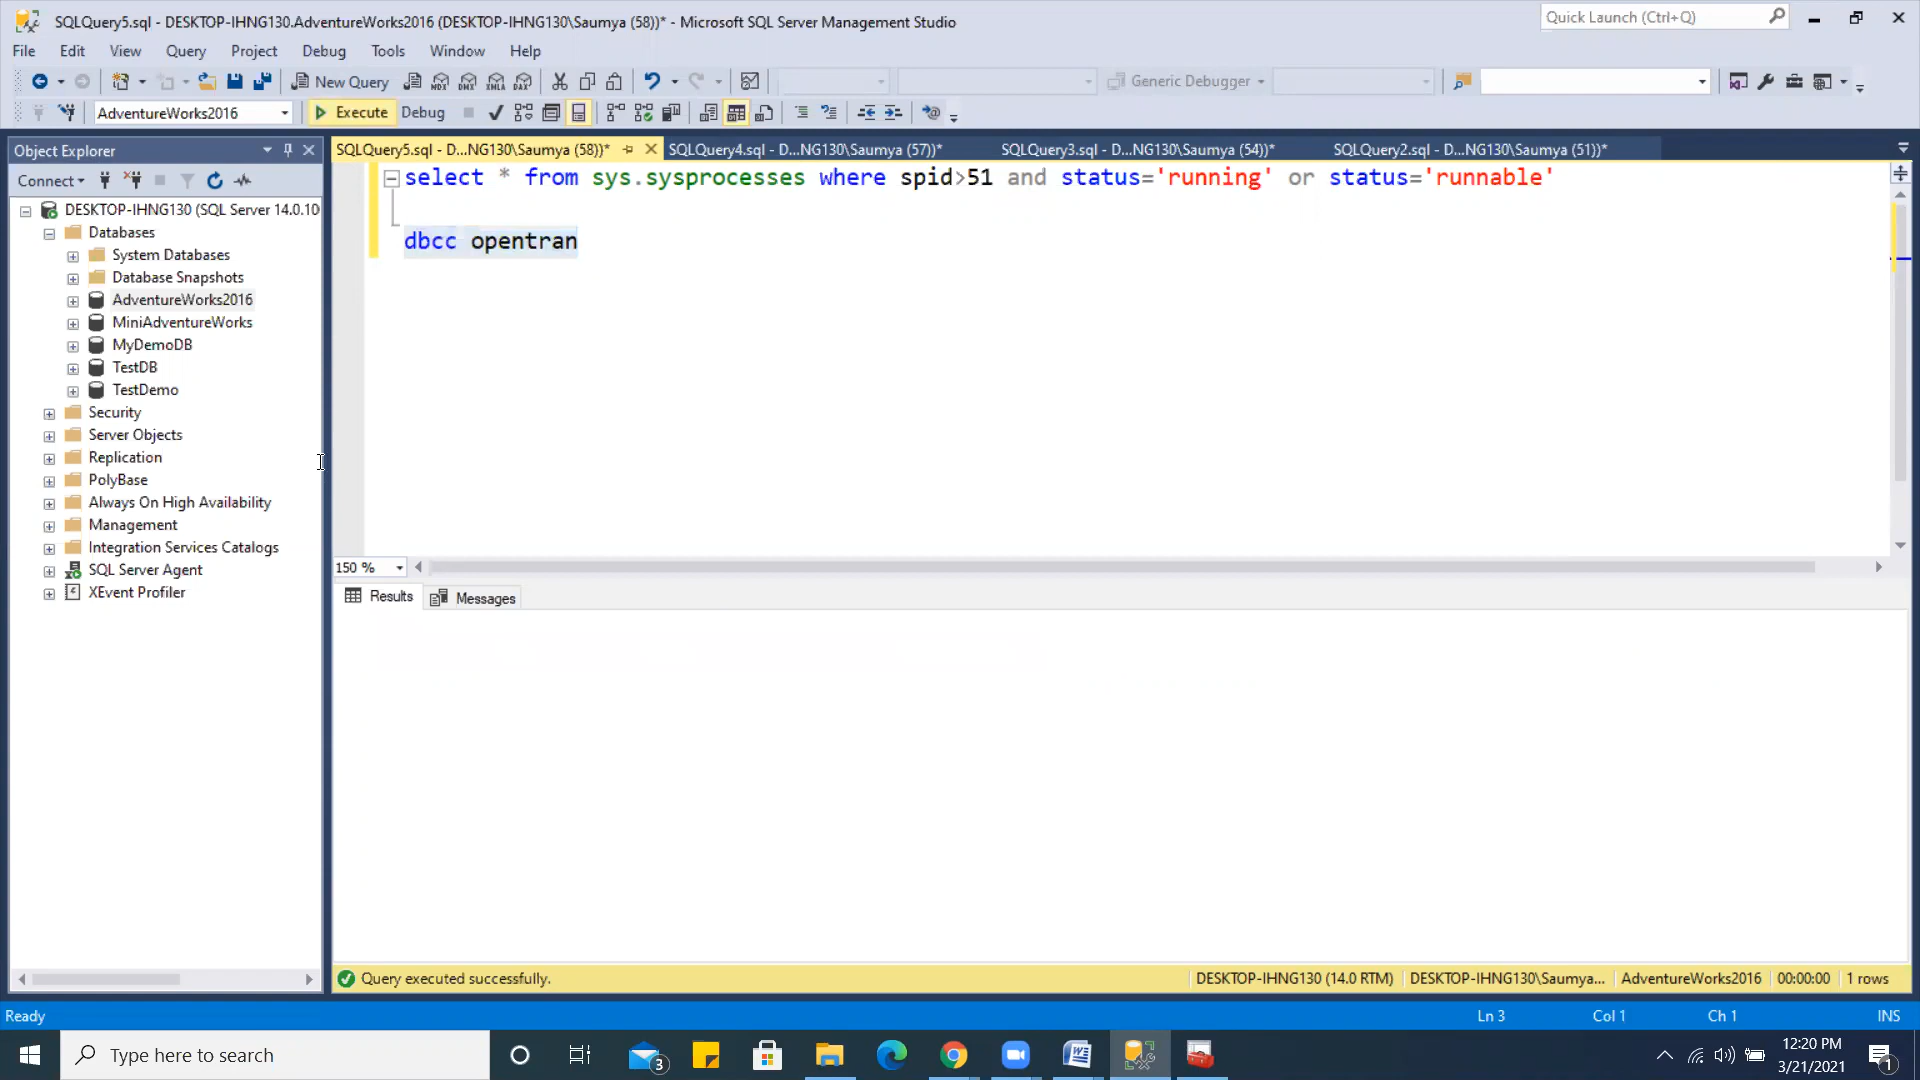 SQLQuery5.sql - DESKTOP-IHNG130.AdventureWorks2016 (DESKTOP-IHNG130\Saumya (58))* - Microsoft SQL Server Management Studio
Quick Launch (Ctrl+Q)
File Edit View Query Project Debug Tools Window Help
New Query
MDX DMX XMLA DAX
Generic Debugger
AdventureWorks2016
Execute Debug
Object Explorer
SQLQuery5.sql - D...NG130\Saumya (58))*
SQLQuery4.sql - D...NG130\Saumya (57))*
SQLQuery3.sql - D...NG130\Saumya (54))*
SQLQuery2.sql - D...NG130\Saumya (51))*
Connect
DESKTOP-IHNG130 (SQL Server 14.0.10
Databases
System Databases
Database Snapshots
AdventureWorks2016
MiniAdventureWorks
MyDemoDB
TestDB
TestDemo
Security
Server Objects
Replication
PolyBase
Always On High Availability
Management
Integration Services Catalogs
SQL Server Agent
XEvent Profiler
select * from sys.sysprocesses where spid>51 and status='running' or status='runnable'
dbcc opentran
150 %
Results Messages
Query executed successfully.
DESKTOP-IHNG130 (14.0 RTM) DESKTOP-IHNG130\Saumya... AdventureWorks2016 00:00:00 1 rows
Ready
Ln 3 Col 1 Ch 1 INS
Type here to search
3
12:20 PM
3/21/2021
1